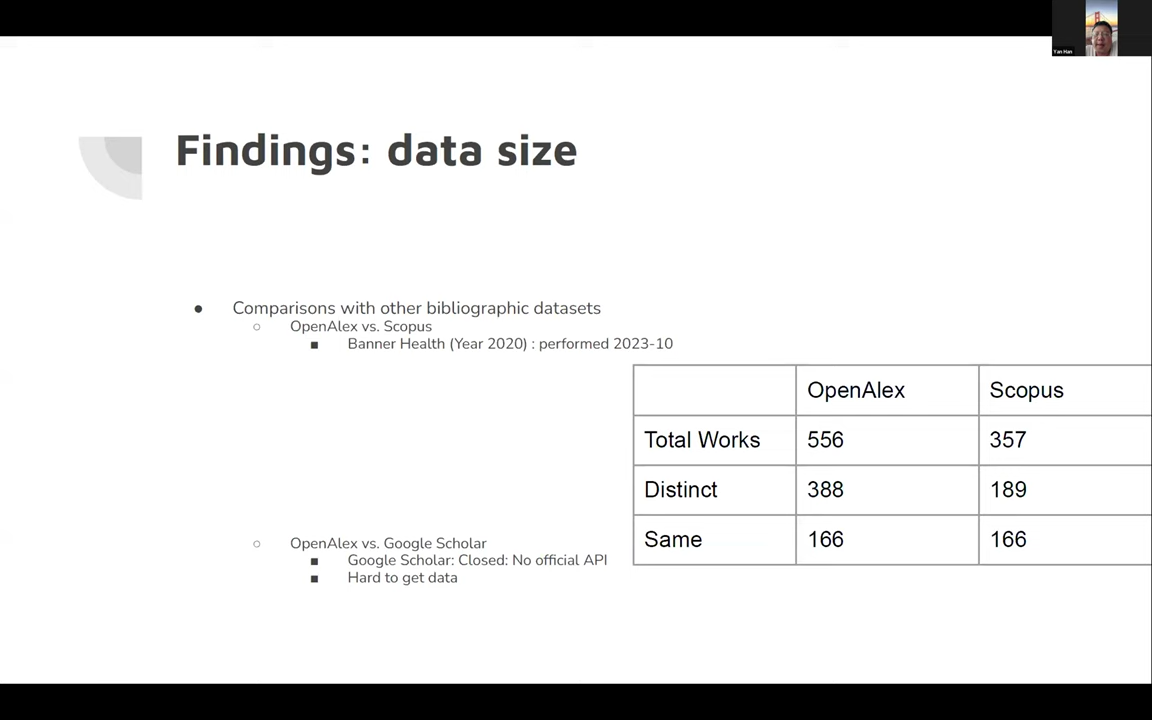 Yan Han
Findings: data size
● Comparisons with other bibliographic datasets
○ OpenAlex vs. Scopus
■ Banner Health (Year 2020) : performed 2023-10
OpenAlex Scopus
Total Works 556 357
Distinct 388 189
Same 166 166
○ OpenAlex vs. Google Scholar
■ Google Scholar: Closed: No official API
■ Hard to get data